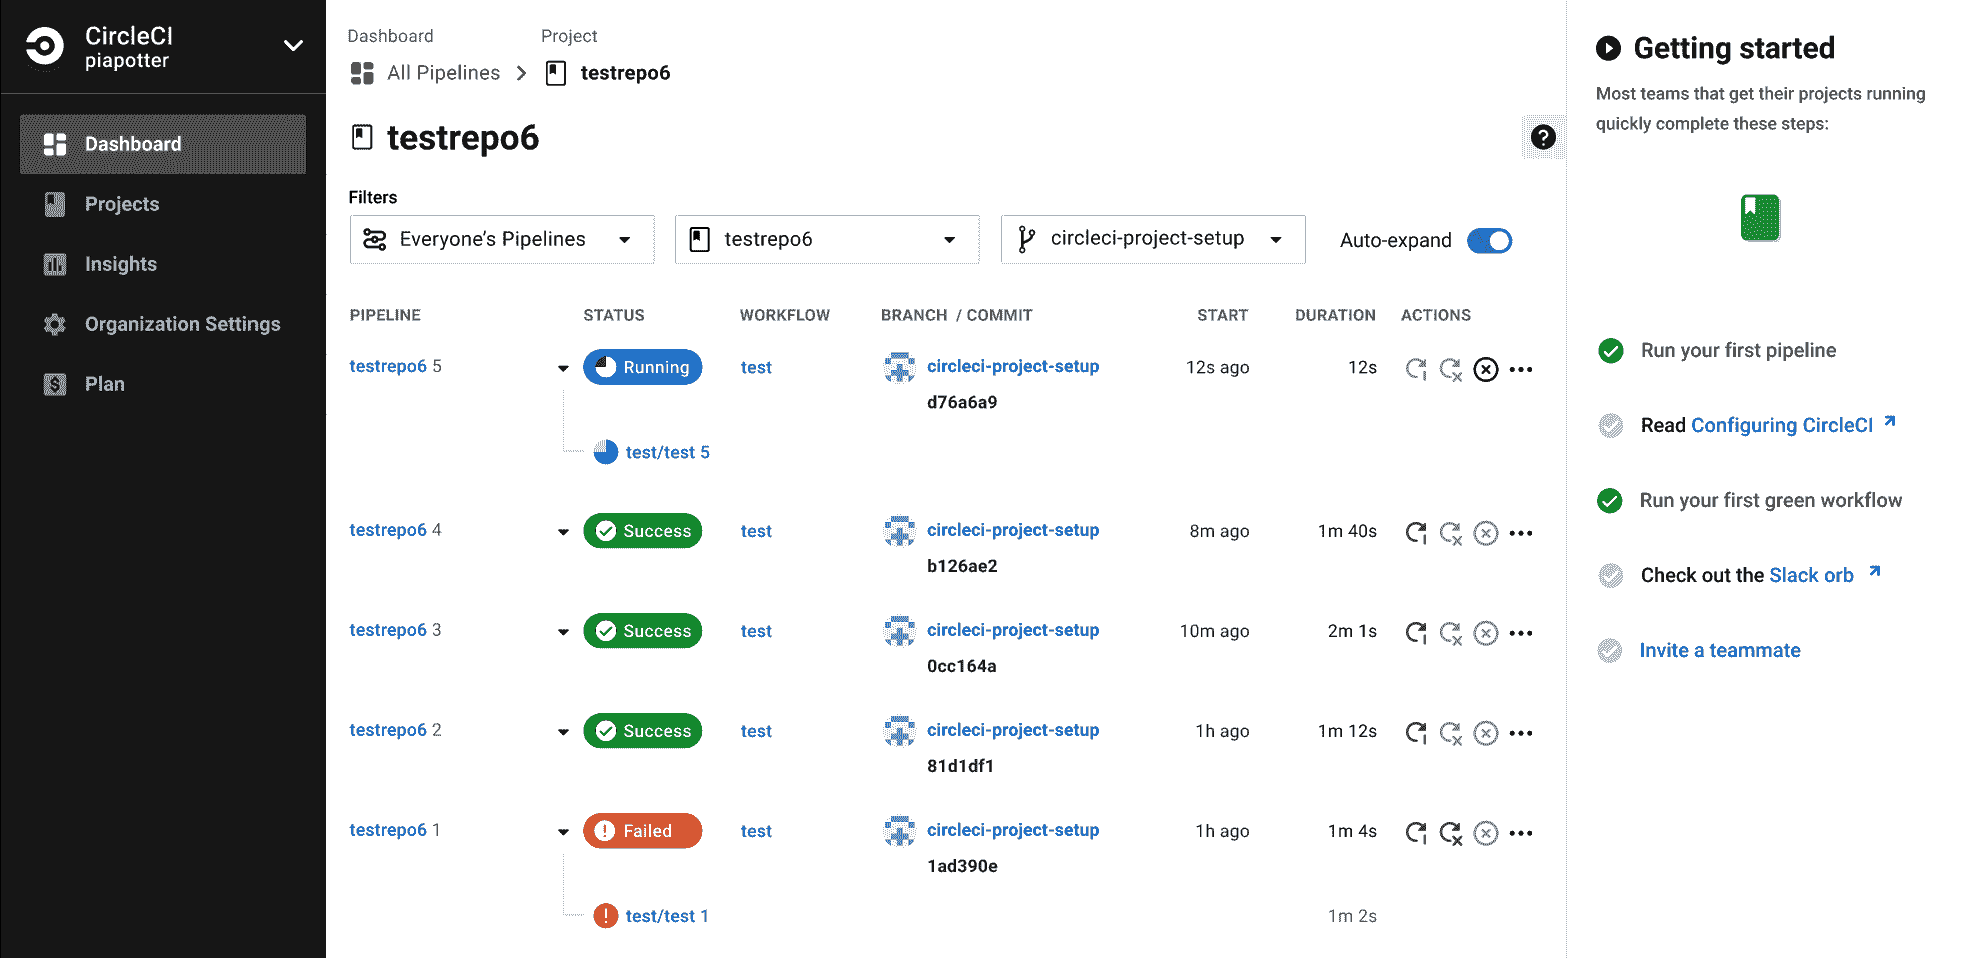 CircleCI
piapotter
Dashboard
Projects
Insights
Organization Settings
Plan
Dashboard Project
All Pipelines testrepo6
testrepo6
Filters
Everyone's Pipelines testrepo6 circleci-project-setup Auto-expand
PIPELINE STATUS WORKFLOW BRANCH / COMMIT START DURATION ACTIONS
testrepo6 5 Running test circleci-project-setup 12s ago 12s
d76a6a9
test/test 5
testrepo6 4 Success test circleci-project-setup 8m ago 1m 40s
b126ae2
testrepo6 3 Success test circleci-project-setup 10m ago 2m 1s
0cc164a
testrepo6 2 Success test circleci-project-setup 1h ago 1m 12s
81d1df1
testrepo6 1 Failed test circleci-project-setup 1h ago 1m 4s
1ad390e
test/test 1 1m 2s
Getting started
Most teams that get their projects running
quickly complete these steps:
Run your first pipeline
Read Configuring CircleCI
Run your first green workflow
Check out the Slack orb
Invite a teammate